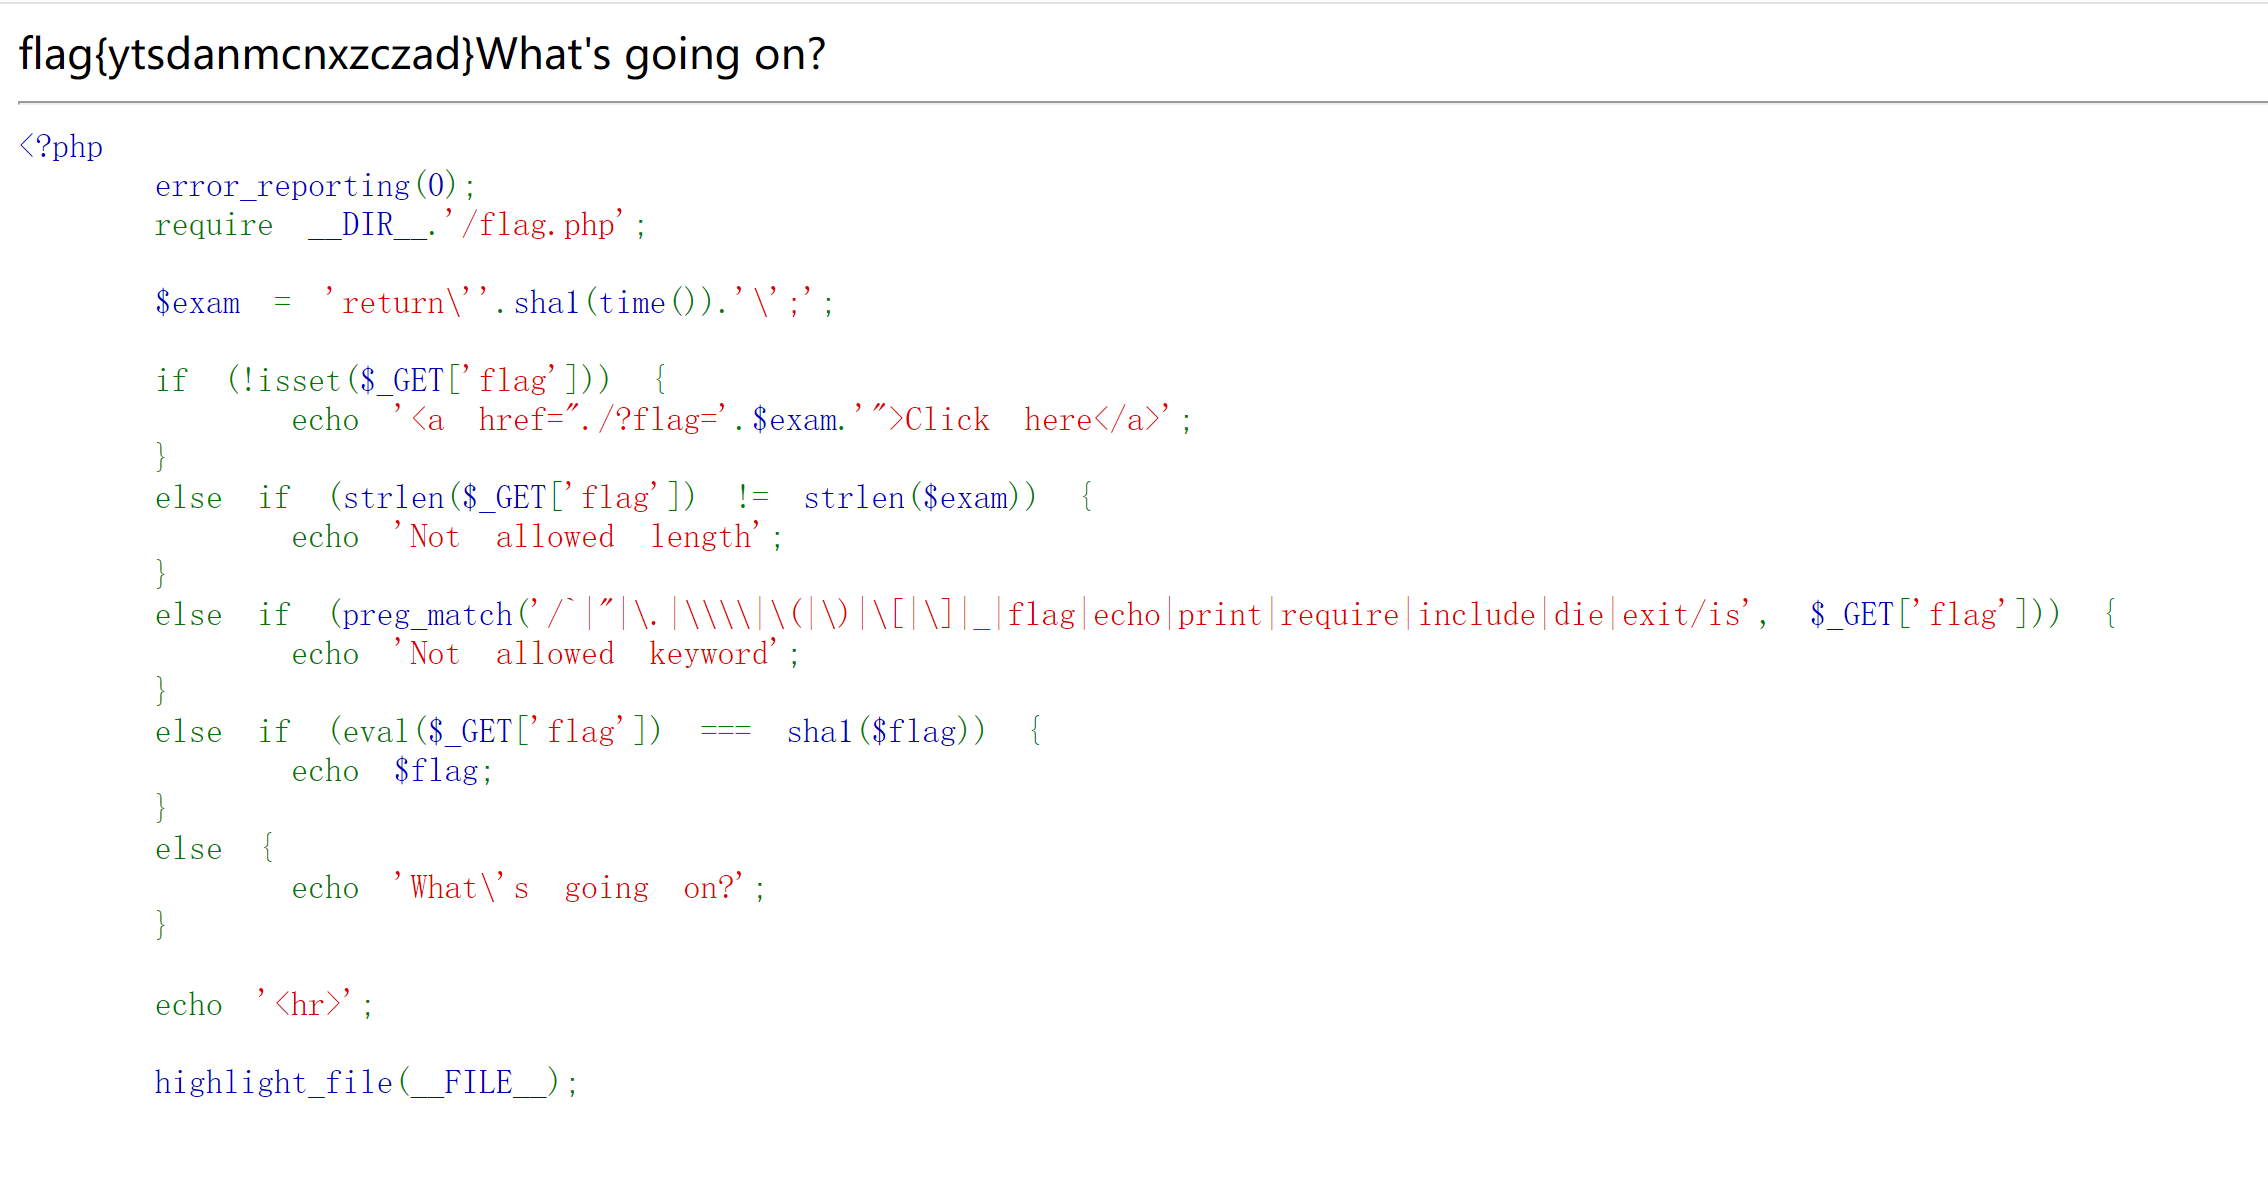 flag{ytsdanmcnxzczad}What's going on?
<?php
error_reporting(0);
require __DIR__.'/flag.php';
$exam = 'return\''.sha1(time()).'\';';
if (!isset($_GET['flag'])) {
echo '<a href="./?flag='.$exam.'">Click here</a>';
}
else if (strlen($_GET['flag']) != strlen($exam)) {
echo 'Not allowed length';
}
else if (preg_match('/`|"|\.|\\\\|\(|\)|\[|\]|_|flag|echo|print|require|include|die|exit/is', $_GET['flag'])) {
echo 'Not allowed keyword';
}
else if (eval($_GET['flag']) === sha1($flag)) {
echo $flag;
}
else {
echo 'What\'s going on?';
}
echo '<hr>';
highlight_file(__FILE__);